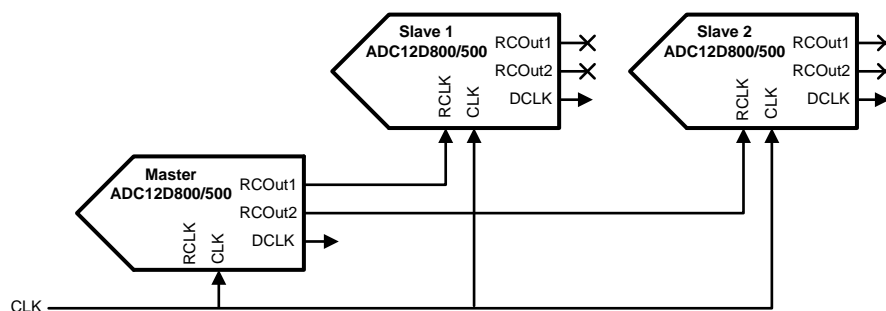 Slave 1
ADC12D800/500
RCOut1
RCOut2
DCLK
RCLK
CLK
Slave 2
ADC12D800/500
RCOut1
RCOut2
DCLK
RCLK
CLK
Master
ADC12D800/500
RCOut1
RCOut2
DCLK
RCLK
CLK
CLK